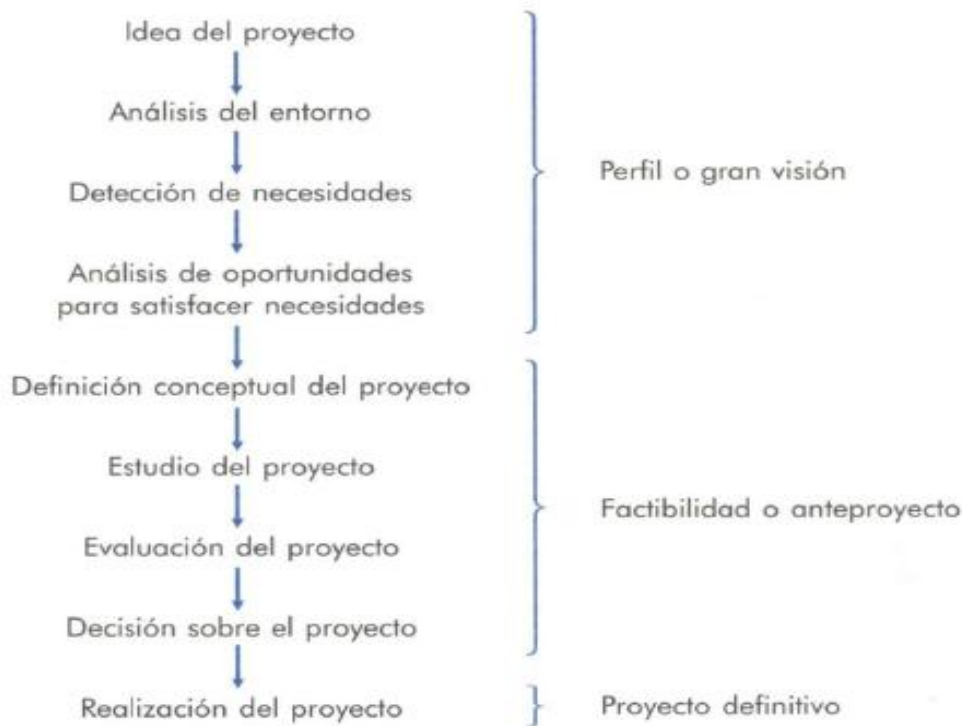 Idea del proyecto
Análisis del entorno
Detección de necesidades
Análisis de oportunidades
para satisfacer necesidades
Perfil o gran visión
Definición conceptual del proyecto
Estudio del proyecto
Evaluación del proyecto
Decisión sobre el proyecto
Factibilidad o anteproyecto
Realización del proyecto
Proyecto definitivo